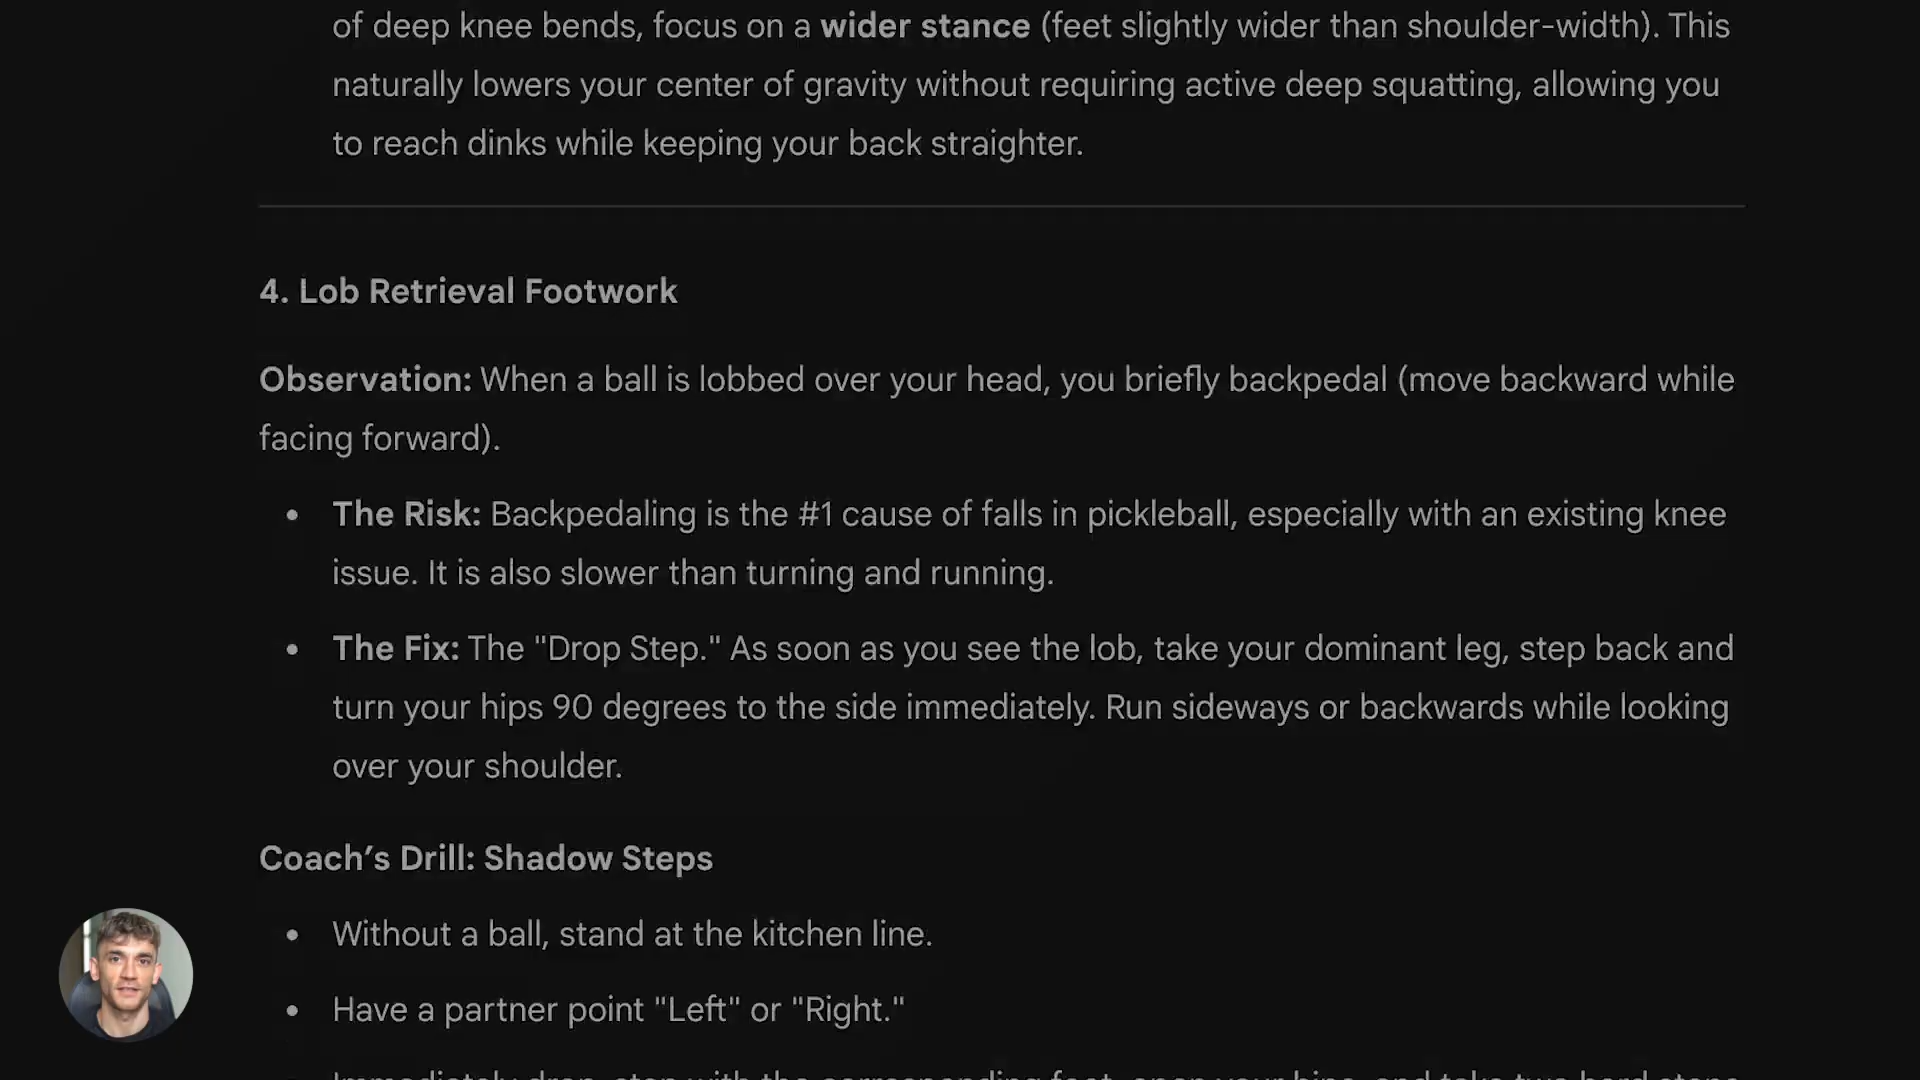 of deep knee bends, focus on a wider stance (feet slightly wider than shoulder-width). This
naturally lowers your center of gravity without requiring active deep squatting, allowing you
to reach dinks while keeping your back straighter.
4. Lob Retrieval Footwork
Observation: When a ball is lobbed over your head, you briefly backpedal (move backward while
facing forward).
• The Risk: Backpedaling is the #1 cause of falls in pickleball, especially with an existing knee
issue. It is also slower than turning and running.
• The Fix: The "Drop Step." As soon as you see the lob, take your dominant leg, step back and
turn your hips 90 degrees to the side immediately. Run sideways or backwards while looking
over your shoulder.
Coach’s Drill: Shadow Steps
• Without a ball, stand at the kitchen line.
• Have a partner point "Left" or "Right."